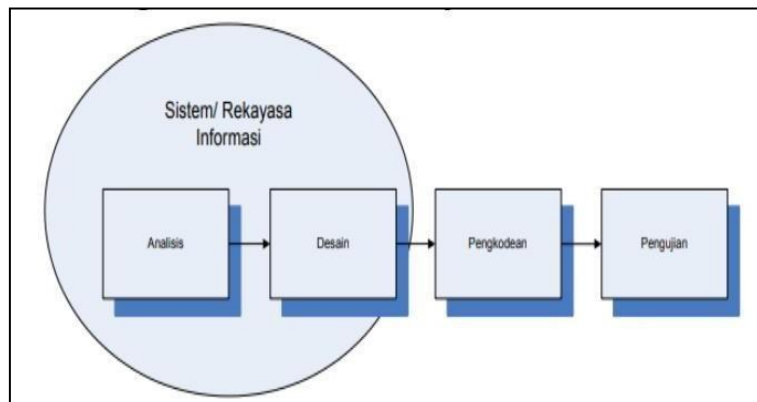 Sistem/ Rekayasa
Informasi
Analisis
Desain
Pengkodean
Pengujian